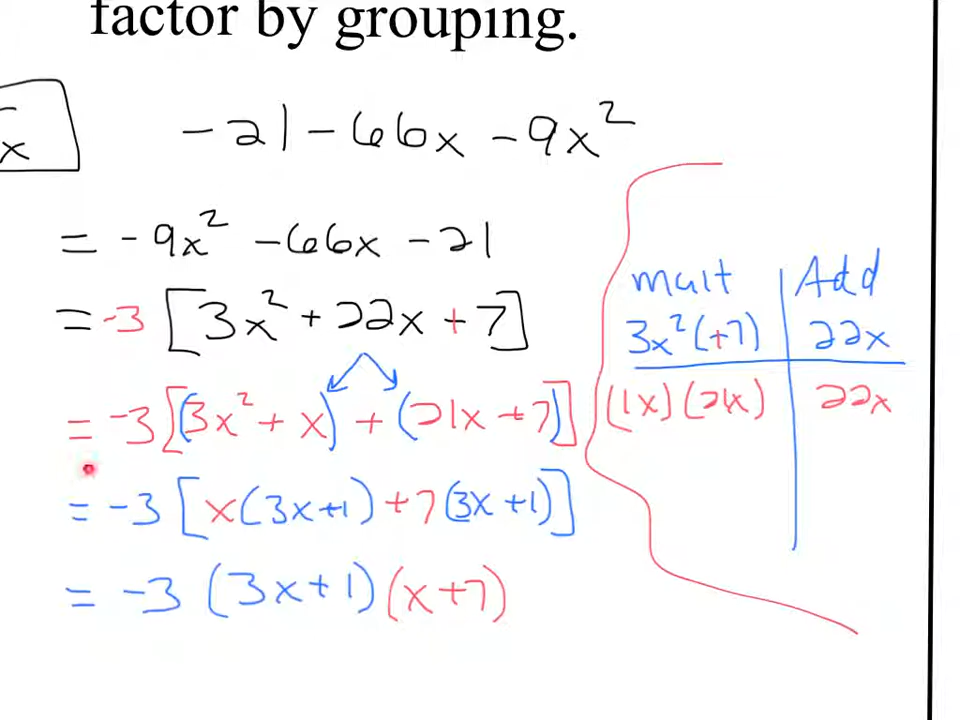 factor by grouping.
x
-21-66x-9x²
= -9x²-66x-21
= -3[3x²+22x+7]
= -3[(3x²+x)+(21x+7)]
= -3[x(3x+1)+7(3x+1)]
= -3(3x+1)(x+7)
mult | Add
3x²(+7) | 22x
(1x)(21x) | 22x